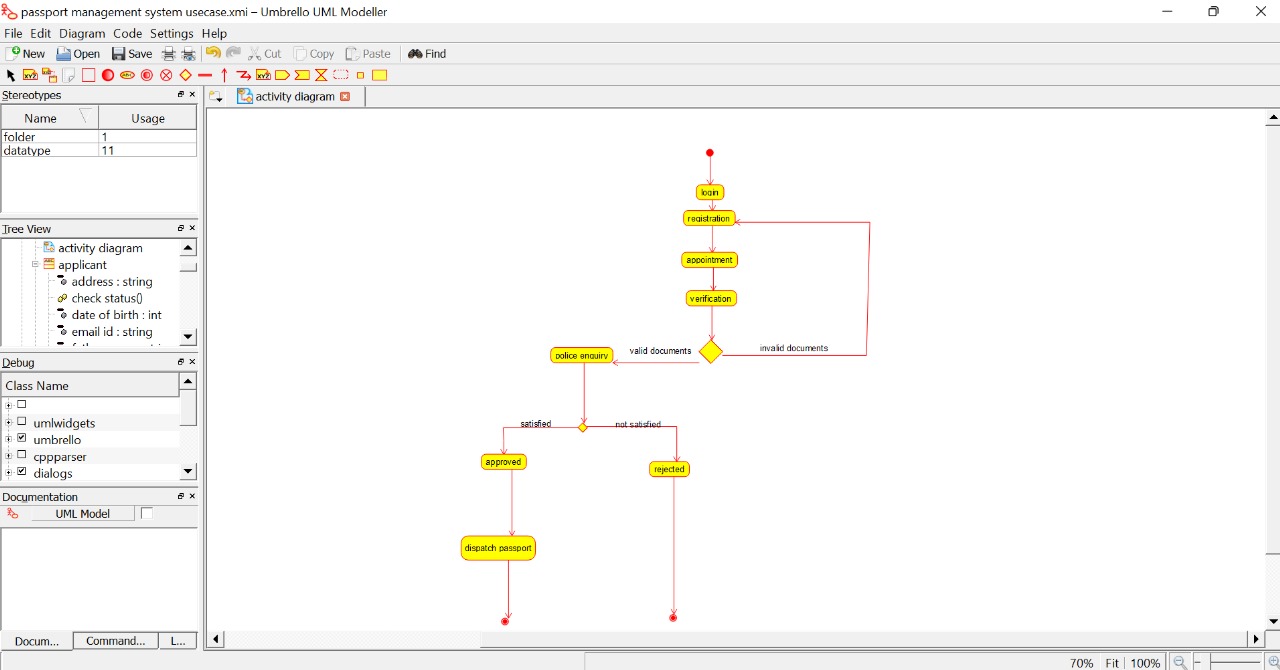 passport management system usecase.xmi – Umbrello UML Modeller
File Edit Diagram Code Settings Help
New Open Save Cut Copy Paste Find
Stereotypes
activity diagram
Name Usage
folder 1
datatype 11
Tree View
activity diagram
applicant
address : string
check status()
date of birth : int
email id : string
Debug
Class Name
umlwidgets
umbrello
cppparser
dialogs
Documentation
UML Model
Docum... Command... L...
login
registration
appointment
verification
valid documents
invalid documents
police enquiry
satisfied
not satisfied
approved
rejected
dispatch passport
70% Fit 100%